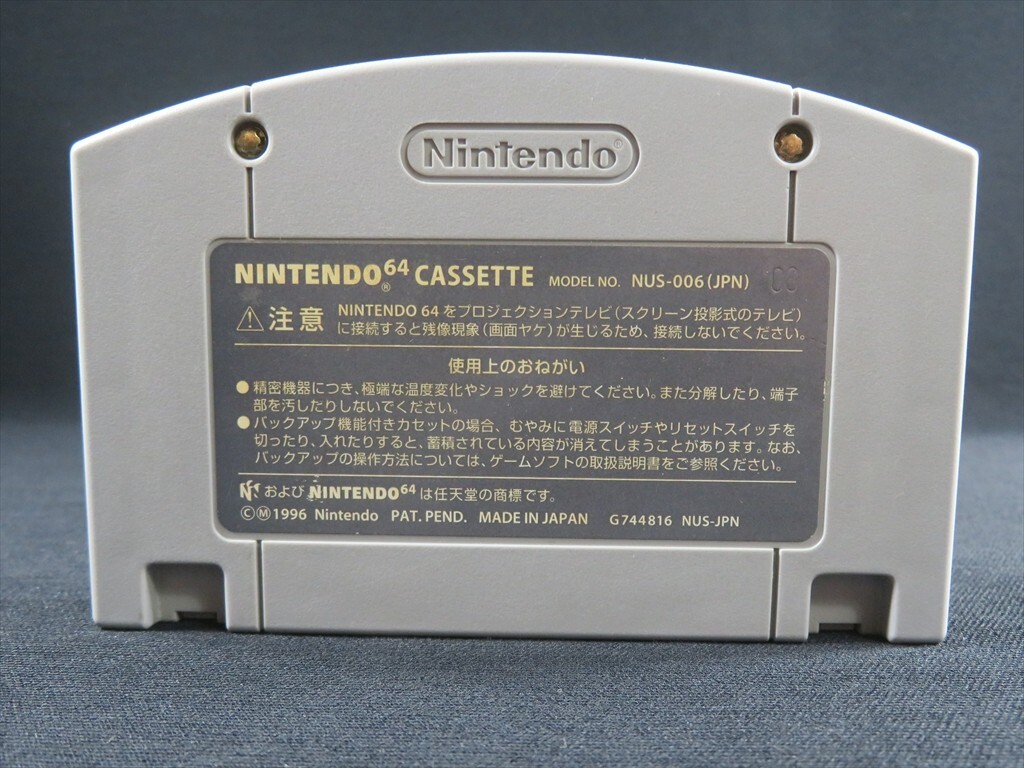 Nintendo®
NINTENDO®64 CASSETTE MODEL NO. NUS-006 (JPN) 03
⚠注意 NINTENDO 64 をプロジェクションテレビ(スクリーン投影式のテレビ)
に接続すると残像現象(画面ヤケ)が生じるため、接続しないでください。
使用上のおねがい
●精密機器につき、極端な温度変化やショックを避けてください。また分解したり、端子
部を汚したりしないでください。
●バックアップ機能付きカセットの場合、むやみに電源スイッチやリセットスイッチを
切ったり、入れたりすると、蓄積されている内容が消えてしまうことがあります。なお、
バックアップの操作方法については、ゲームソフトの取扱説明書をご参照ください。
および NINTENDO64 は任天堂の商標です。
ⒸⓂ1996 Nintendo PAT. PEND. MADE IN JAPAN G744816 NUS-JPN